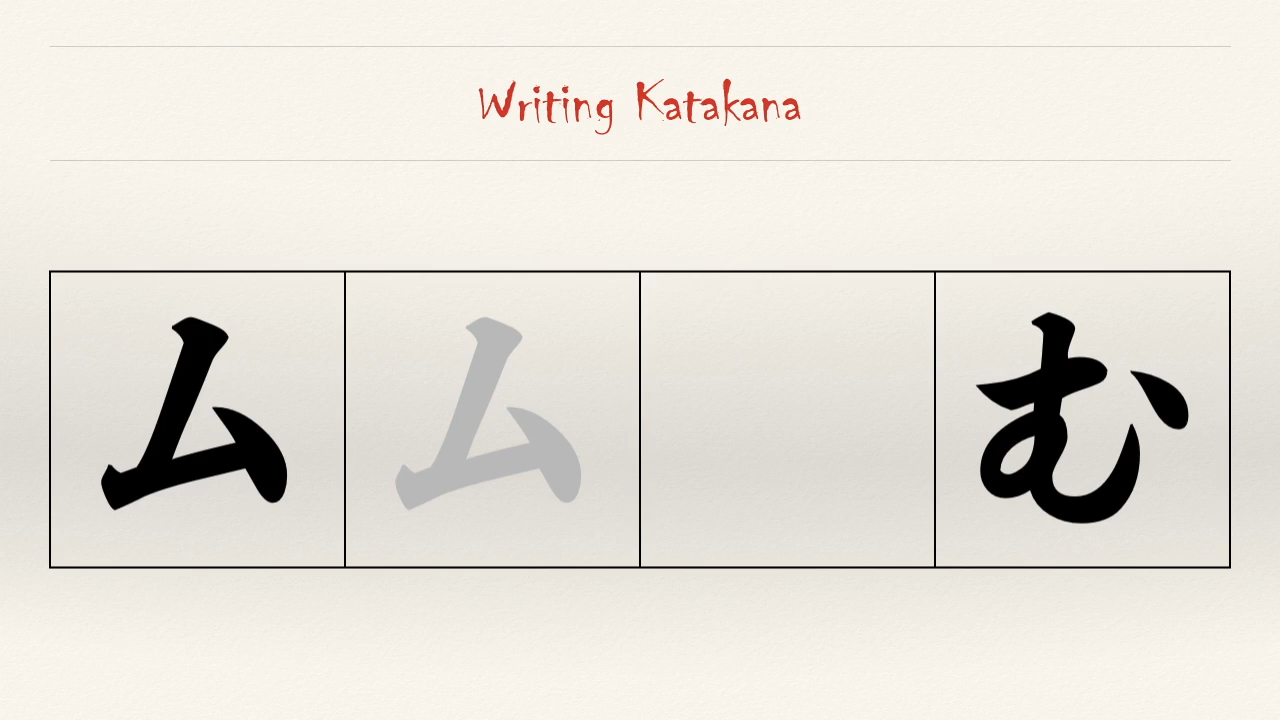 Writing Katakana
ム ム む